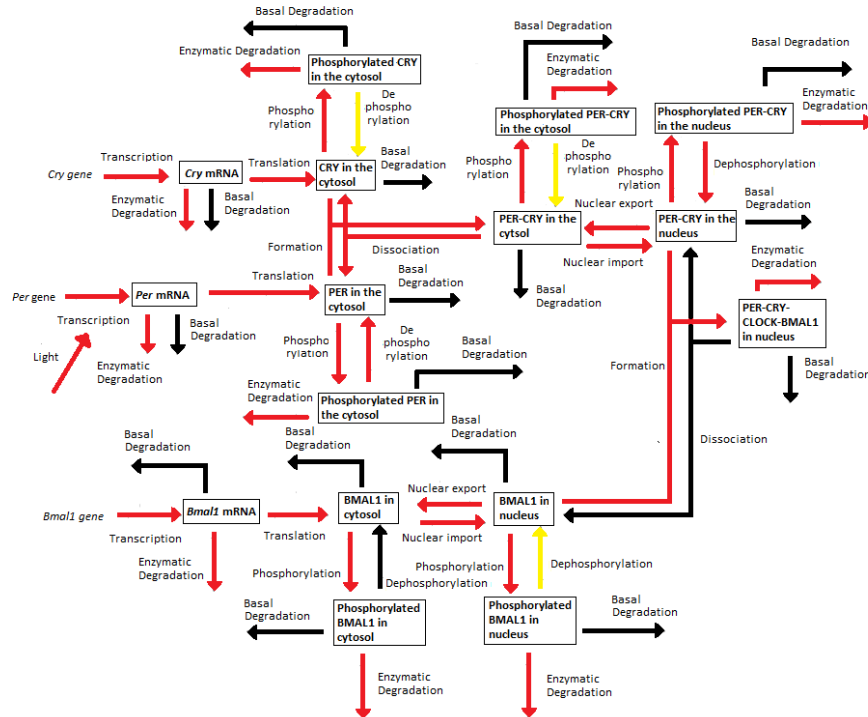 Basal Degradation
Enzymatic Degradation
Phosphorylated CRY
in the cytosol
Phospho
rylation
De
phospho
rylation
Basal Degradation
Enzymatic
Degradation
Phosphorylated PER-CRY
in the cytosol
Basal Degradation
Enzymatic
Degradation
Phosphorylated PER-CRY
in the nucleus
Cry gene
Transcription
Cry mRNA
Translation
CRY in the
cytosol
Basal
Degradation
Enzymatic
Degradation
Basal
Degradation
Phospho
rylation
De
phospho
rylation
Phospho
rylation
Dephosphorylation
Formation
Dissociation
PER-CRY in the
cytsol
Nuclear export
Nuclear import
PER-CRY in the
nucleus
Basal
Degradation
Basal
Degradation
Enzymatic
Degradation
PER-CRY-
CLOCK-BMAL1
in nucleus
Basal
Degradation
Per gene
Transcription
Light
Per mRNA
Translation
PER in the
cytosol
Basal
Degradation
Enzymatic
Degradation
Basal
Degradation
Phospho
rylation
De
phospho
rylation
Basal
Degradation
Enzymatic
Degradation
Phosphorylated PER in
the cytosol
Formation
Dissociation
Basal
Degradation
Basal
Degradation
Basal
Degradation
Bmal1 gene
Transcription
Bmal1 mRNA
Translation
BMAL1 in
cytosol
Nuclear export
Nuclear import
BMAL1 in
nucleus
Enzymatic
Degradation
Phosphorylation
Dephosphorylation
Phosphorylation
Dephosphorylation
Basal
Degradation
Phosphorylated
BMAL1 in
cytosol
Phosphorylated
BMAL1 in
nucleus
Basal
Degradation
Enzymatic
Degradation
Enzymatic
Degradation